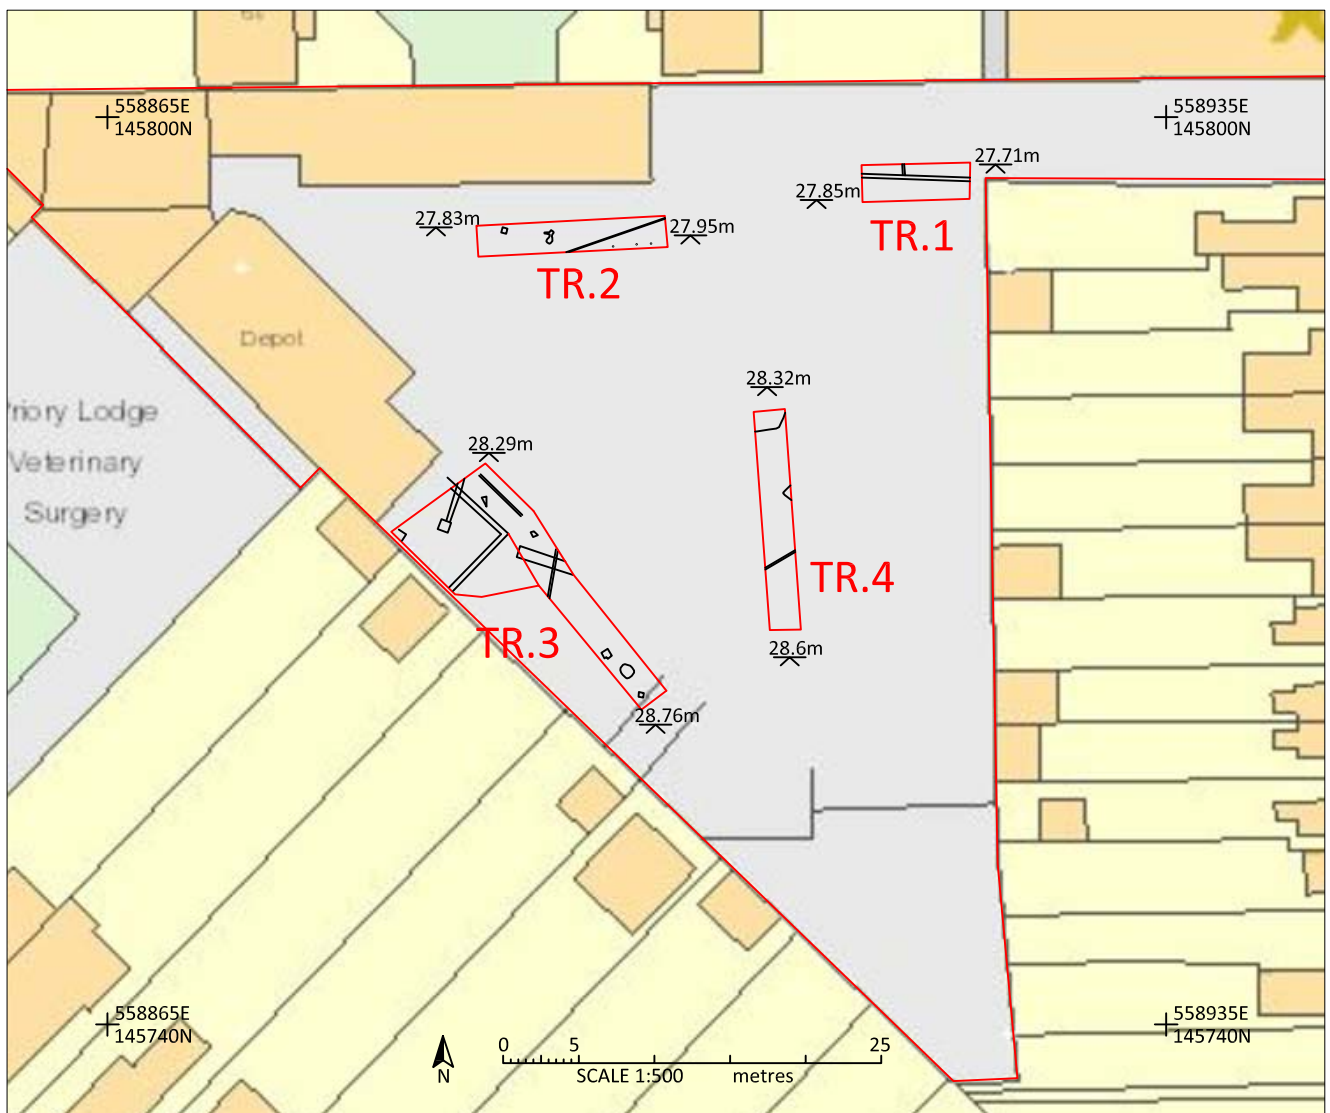 558865E
145800N
558935E
145800N
27.71m
27.85m
TR.1
27.83m
27.95m
TR.2
Depot
28.32m
riory Lodge
Veterinary
Surgery
28.29m
TR.4
TR.3
28.6m
28.76m
558865E
145740N
558935E
145740N
0 5 25
SCALE 1:500 metres
N